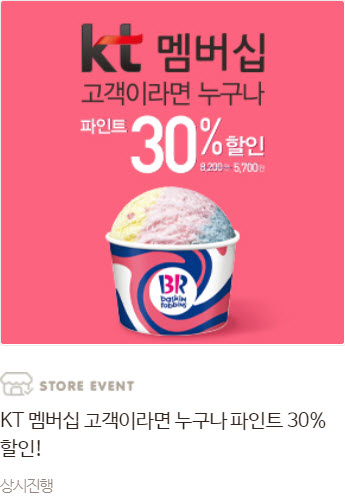 kt 멤버십
고객이라면 누구나
파인트 30% 할인
8,200원 5,700원
BR
baskin
robbins
STORE EVENT
KT 멤버십 고객이라면 누구나 파인트 30%
할인!
상시진행